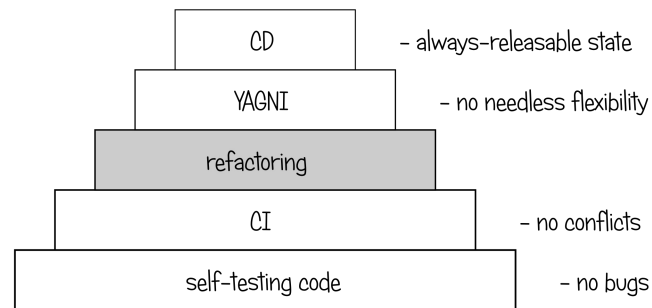 CD - always-releasable state
YAGNI - no needless flexibility
refactoring
CI - no conflicts
self-testing code - no bugs